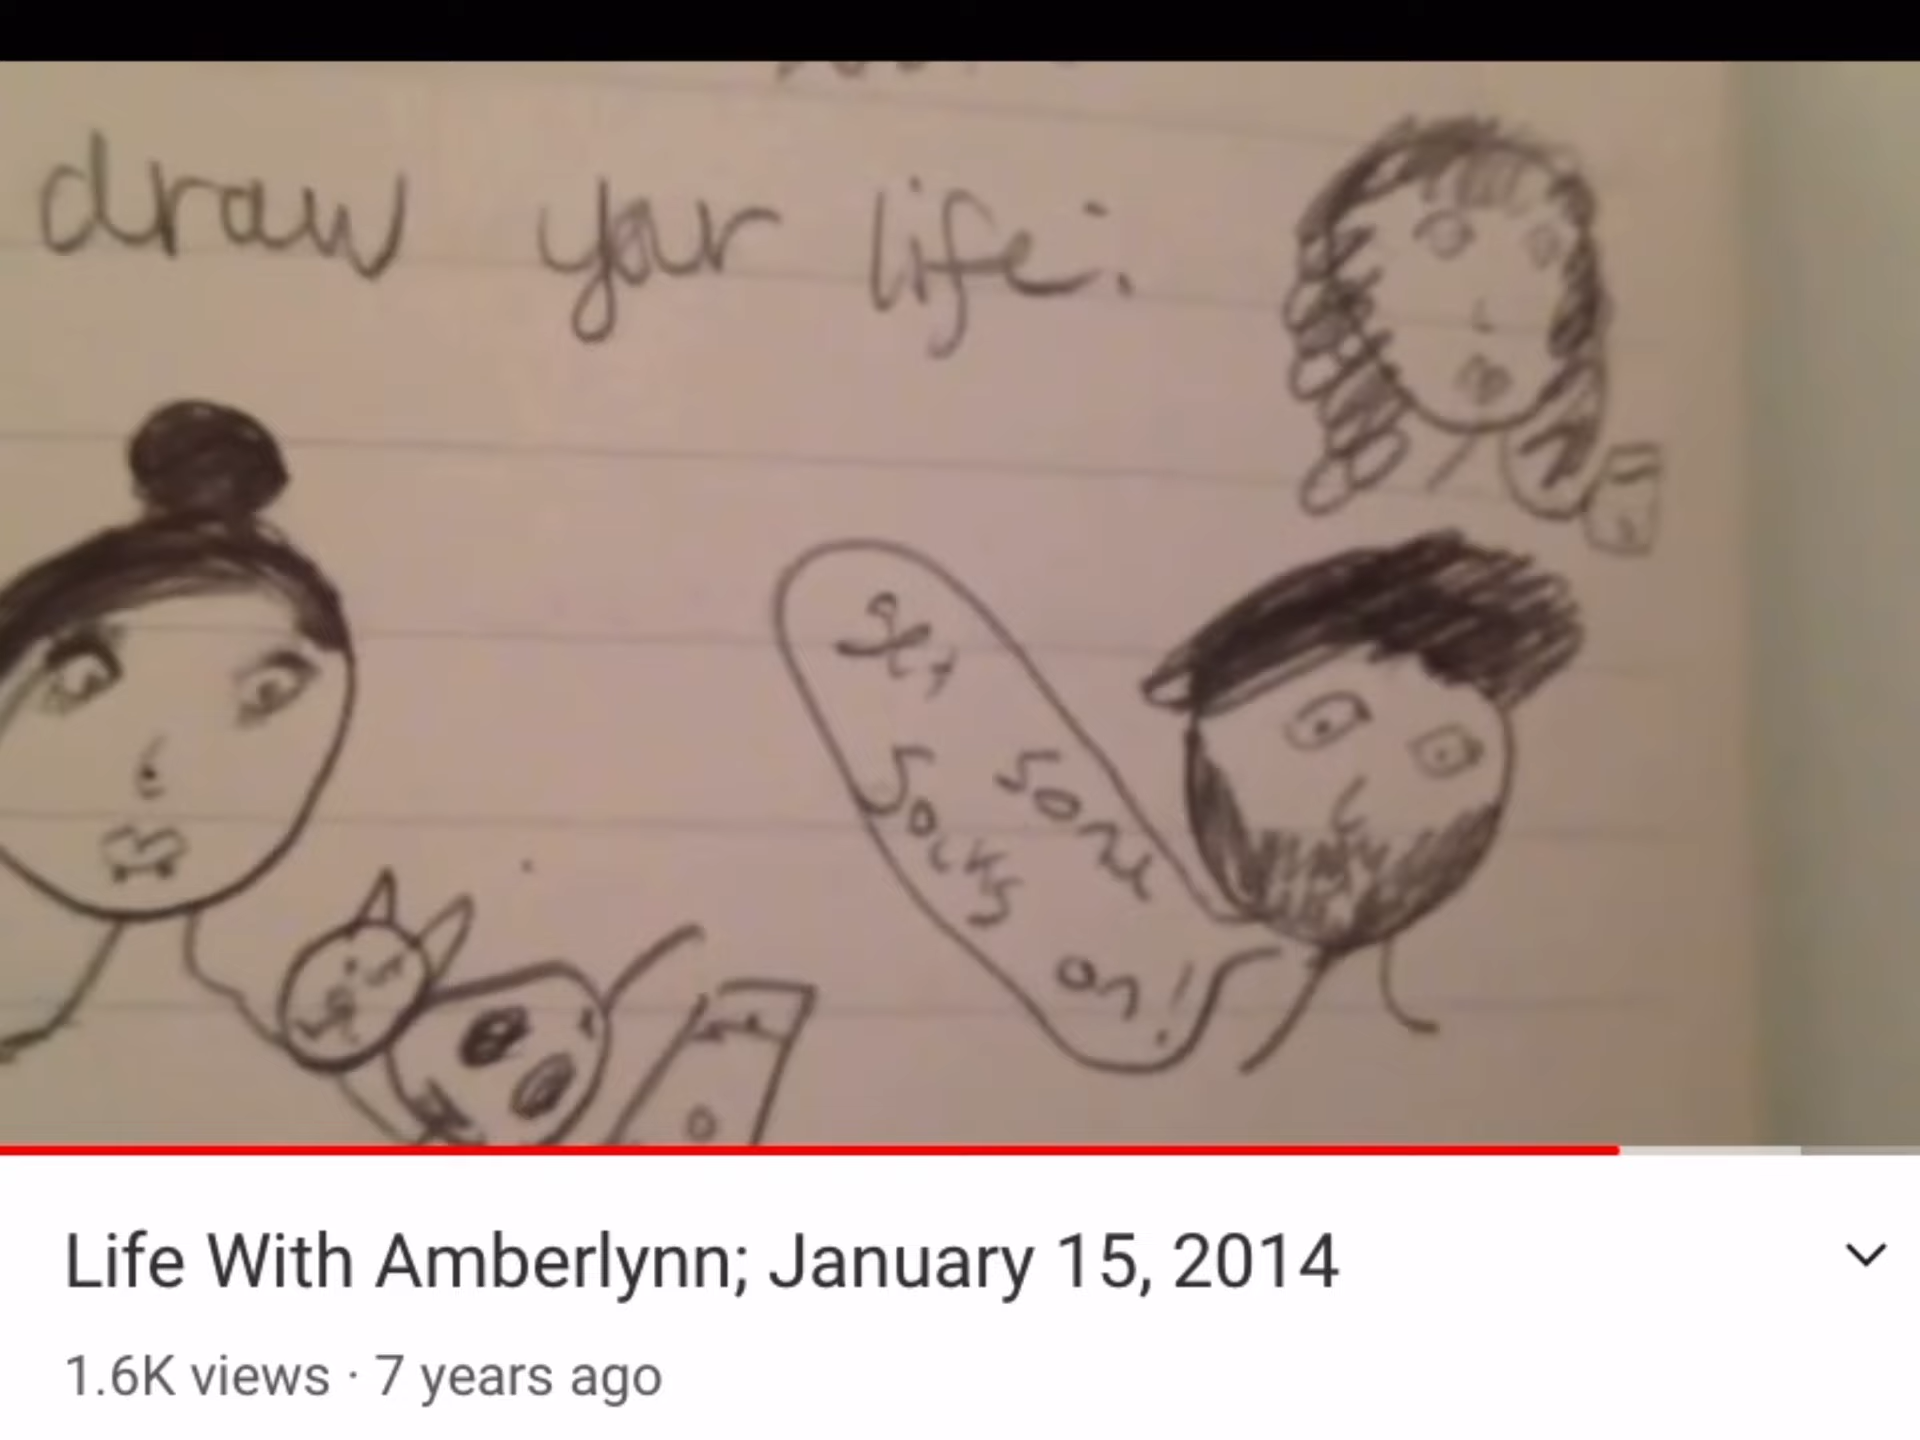 draw your life:
get
some
socks
on!
Life With Amberlynn; January 15, 2014
1.6K views · 7 years ago